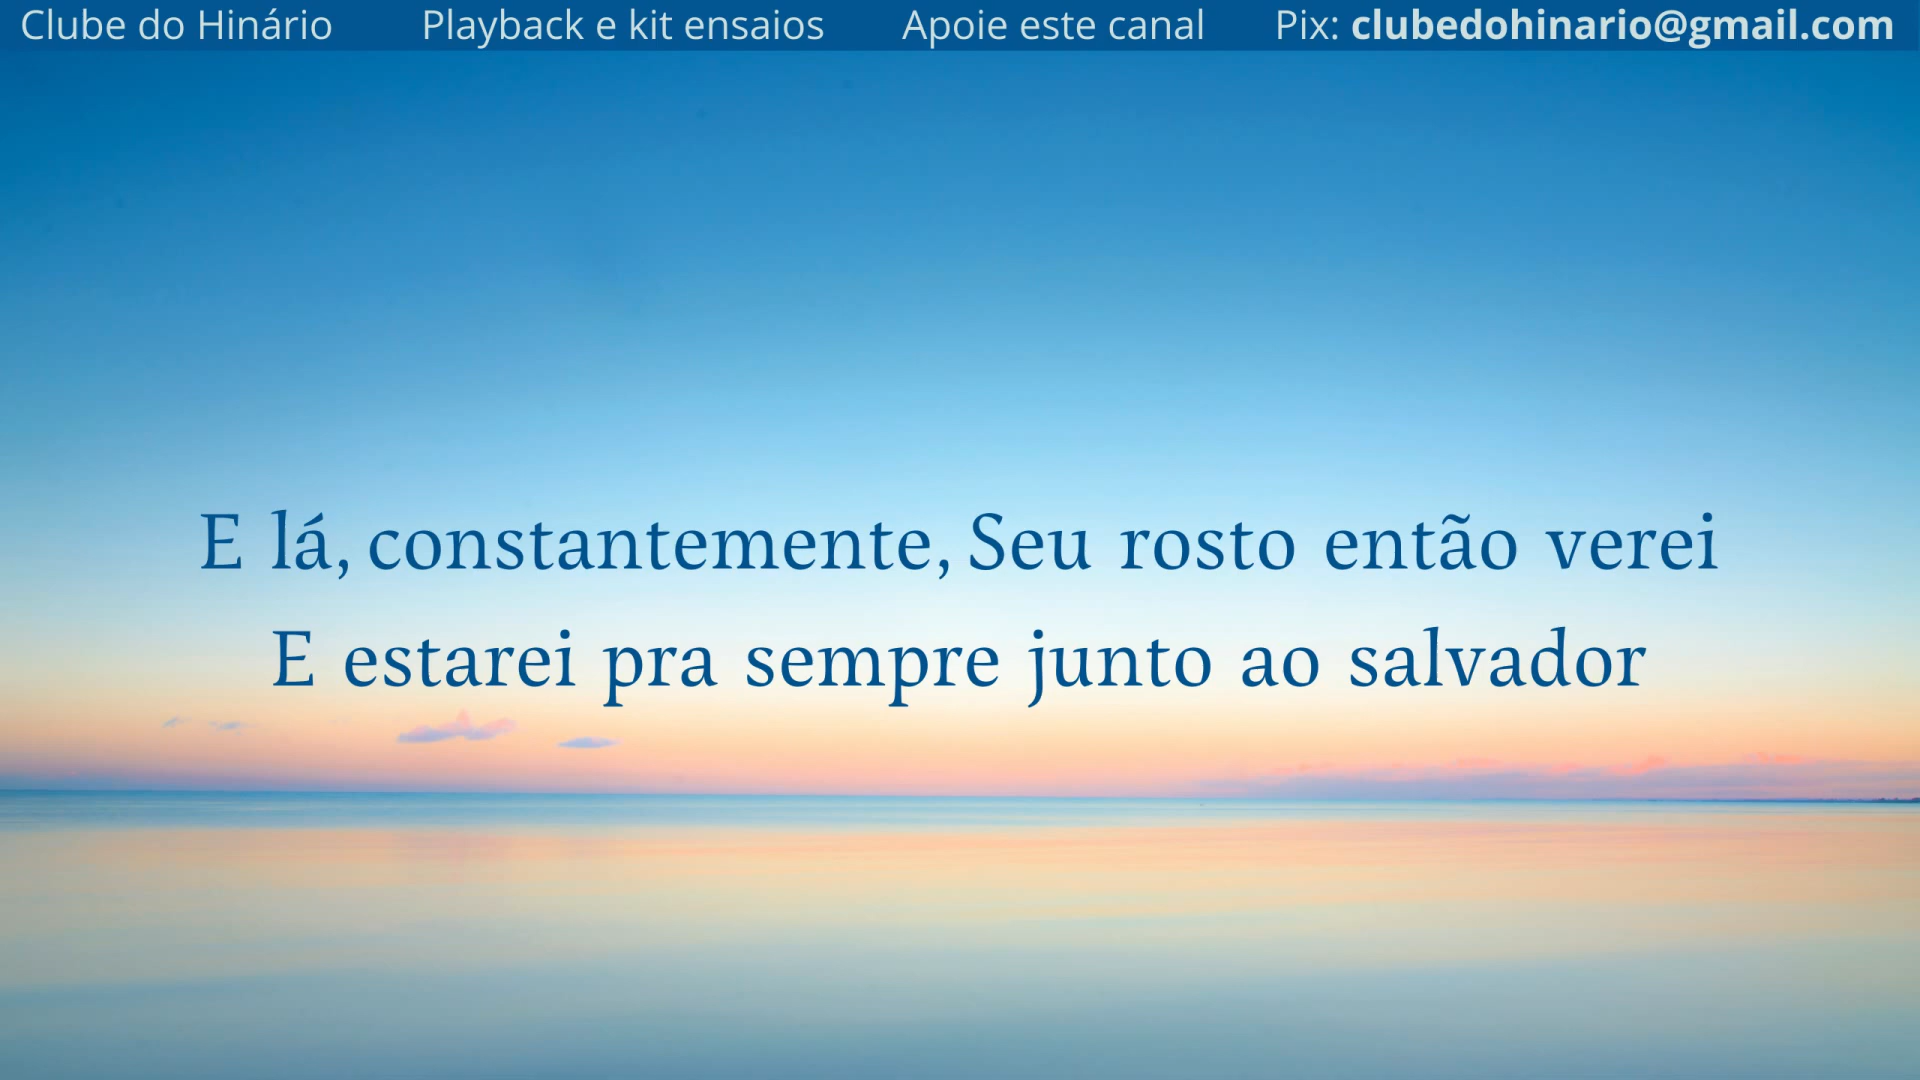 Clube do Hinário Playback e kit ensaios Apoie este canal Pix: clubedohinario@gmail.com
E lá, constantemente, Seu rosto então verei
E estarei pra sempre junto ao salvador